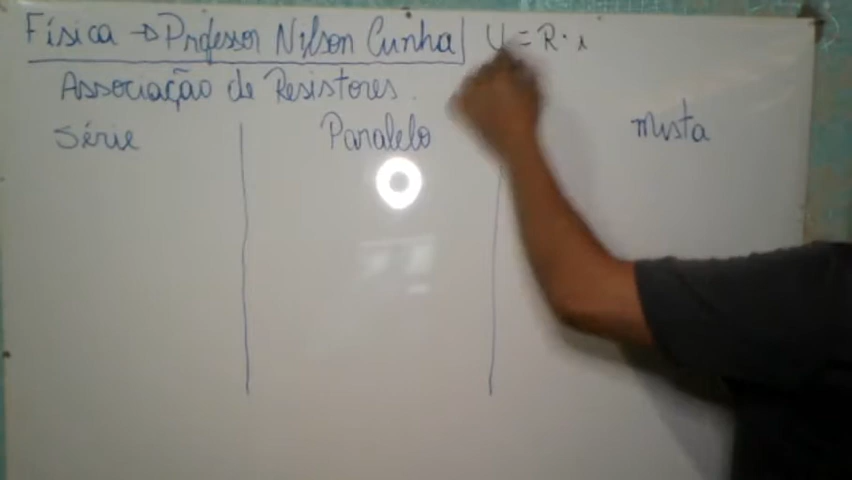 Física → Professor Nilson Cunha | U = R · i
Associação de Resistores.
Série Paralelo Mista